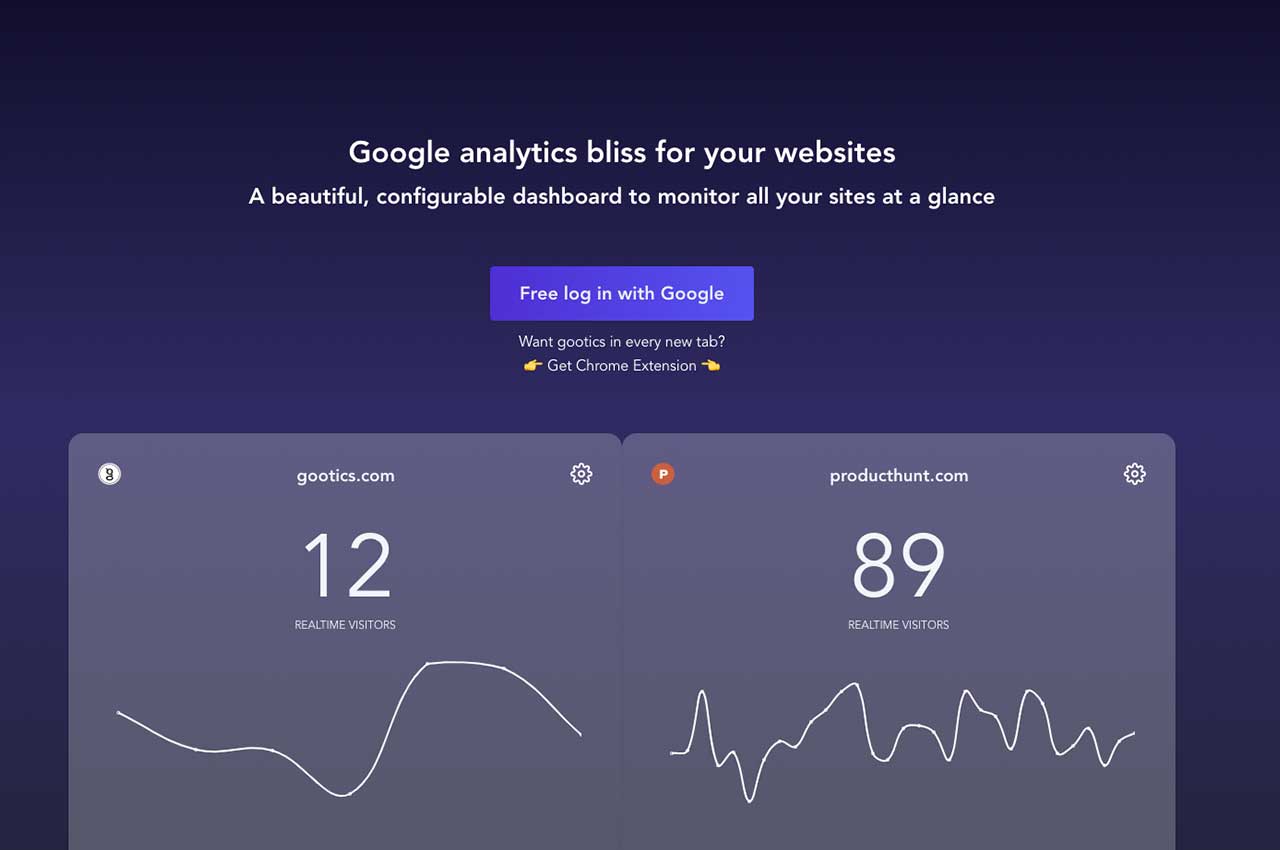 Google analytics bliss for your websites
A beautiful, configurable dashboard to monitor all your sites at a glance
Free log in with Google
Want gootics in every new tab?
👉 Get Chrome Extension 👈
g gootics.com
12
REALTIME VISITORS
P producthunt.com
89
REALTIME VISITORS